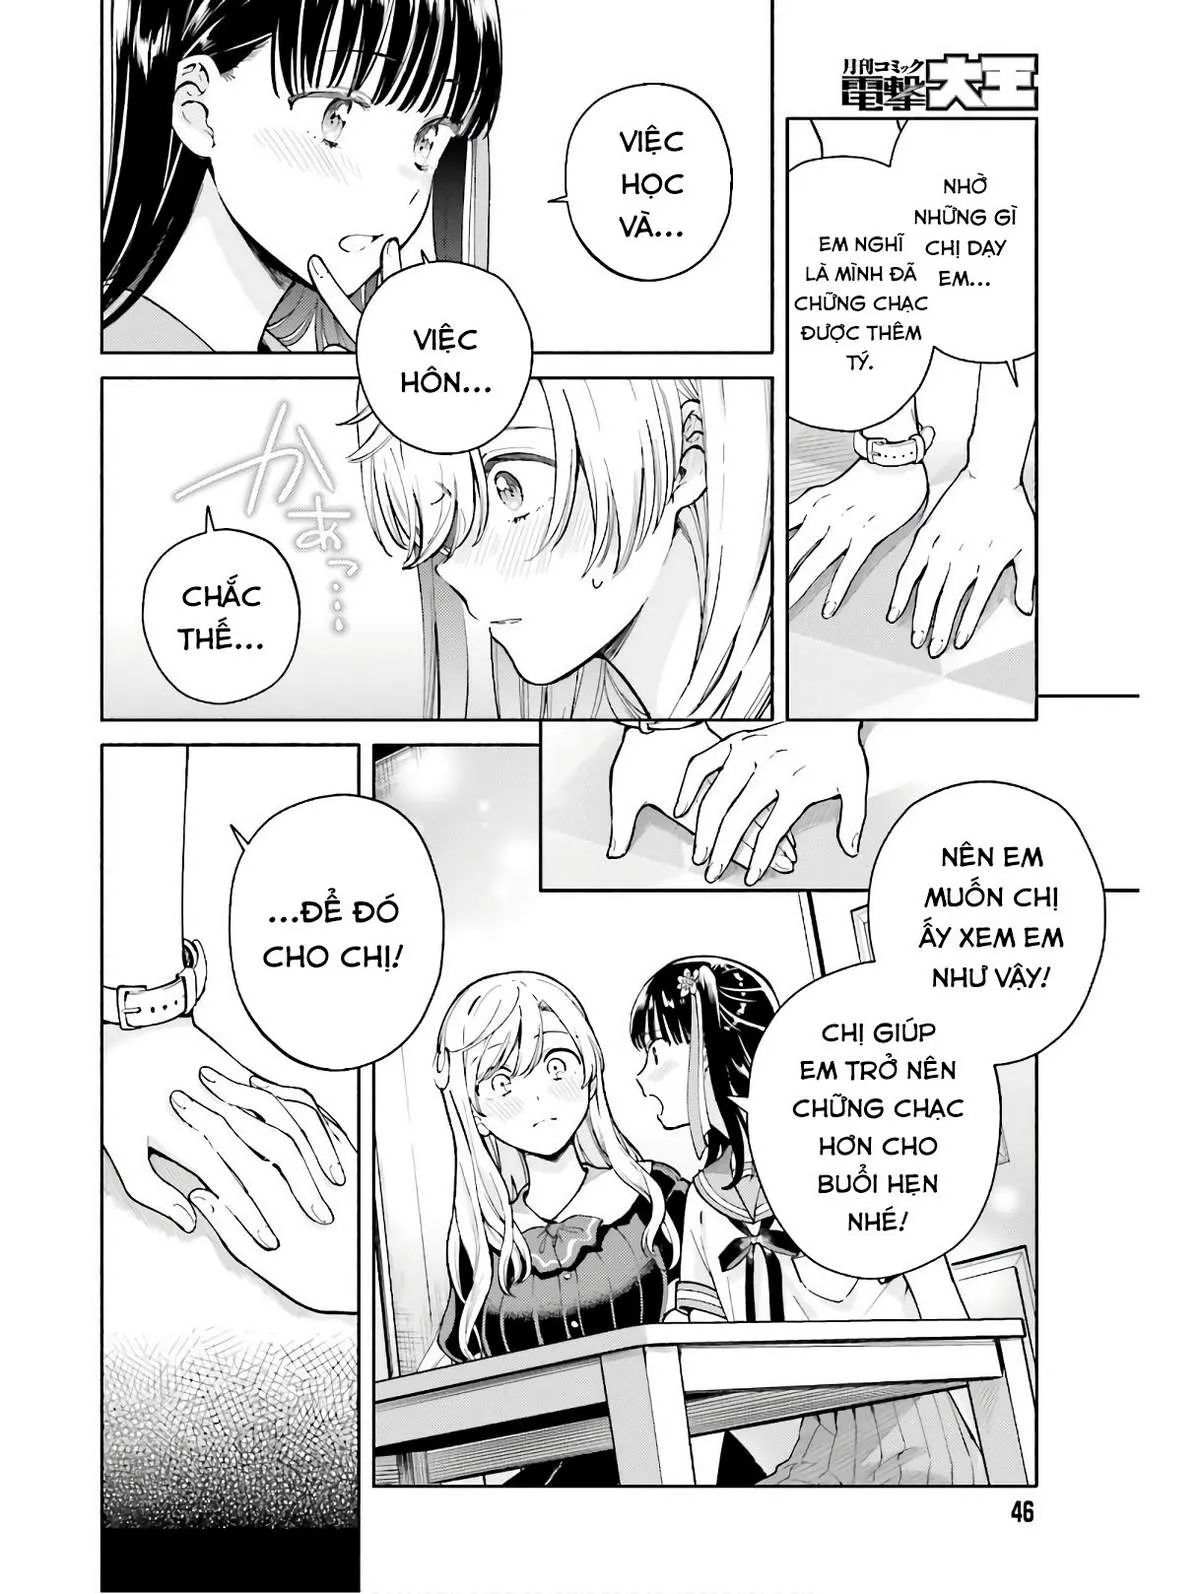 月刊コミック
電撃大王
NHỜ
NHỮNG GÌ
CHỊ DẠY
EM...
EM NGHĨ
LÀ MÌNH ĐÃ
CHỮNG CHẠC
ĐƯỢC THÊM
TÝ.
VIỆC
HỌC
VÀ...
VIỆC
HÔN...
かぁっ...
CHẮC
THẾ...
NÊN EM
MUỐN CHỊ
ẤY XEM EM
NHƯ VẬY!
CHỊ GIÚP
EM TRỞ NÊN
CHỮNG CHẠC
HƠN CHO
BUỔI HẸN
NHÉ!
...ĐỂ ĐÓ
CHO CHỊ!
46